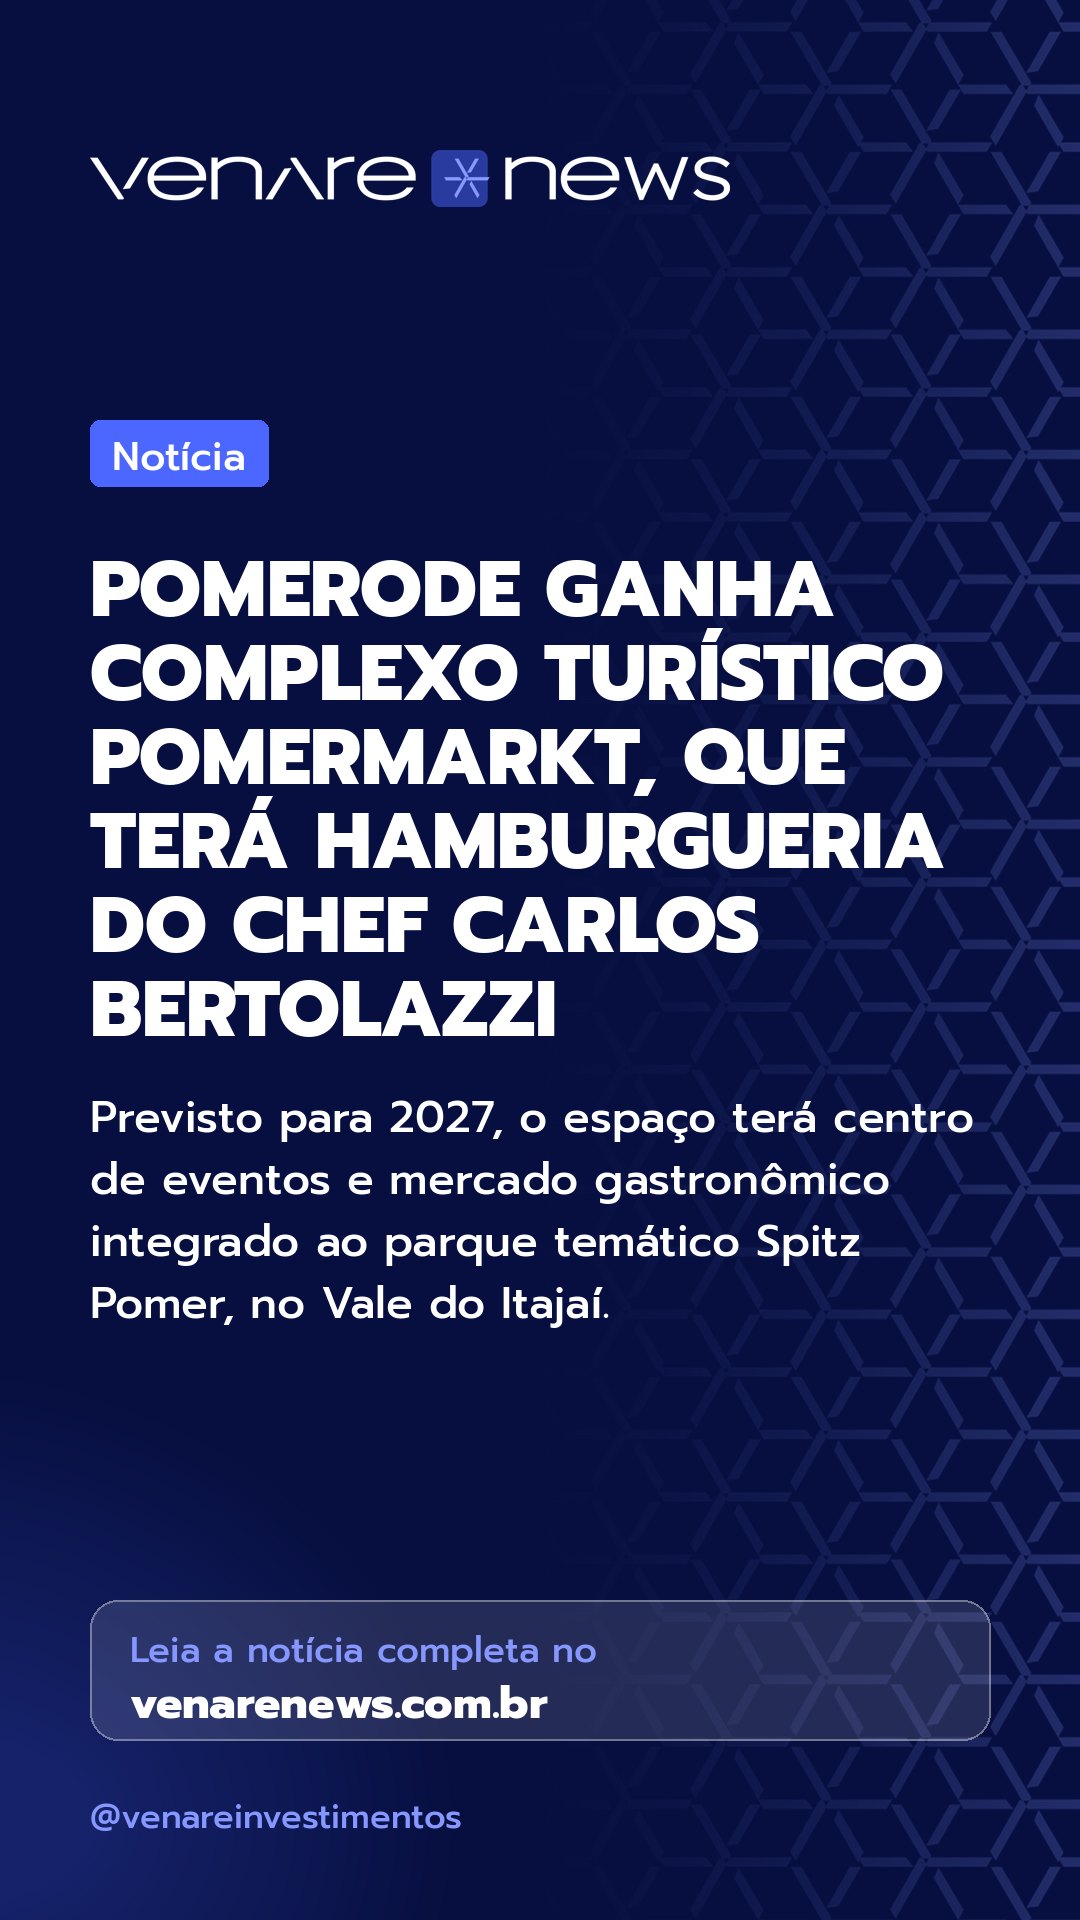 venare news
Notícia
POMERODE GANHA
COMPLEXO TURÍSTICO
POMERMARKT, QUE
TERÁ HAMBURGUERIA
DO CHEF CARLOS
BERTOLAZZI
Previsto para 2027, o espaço terá centro
de eventos e mercado gastronômico
integrado ao parque temático Spitz
Pomer, no Vale do Itajaí.
Leia a notícia completa no
venarenews.com.br
@venareinvestimentos